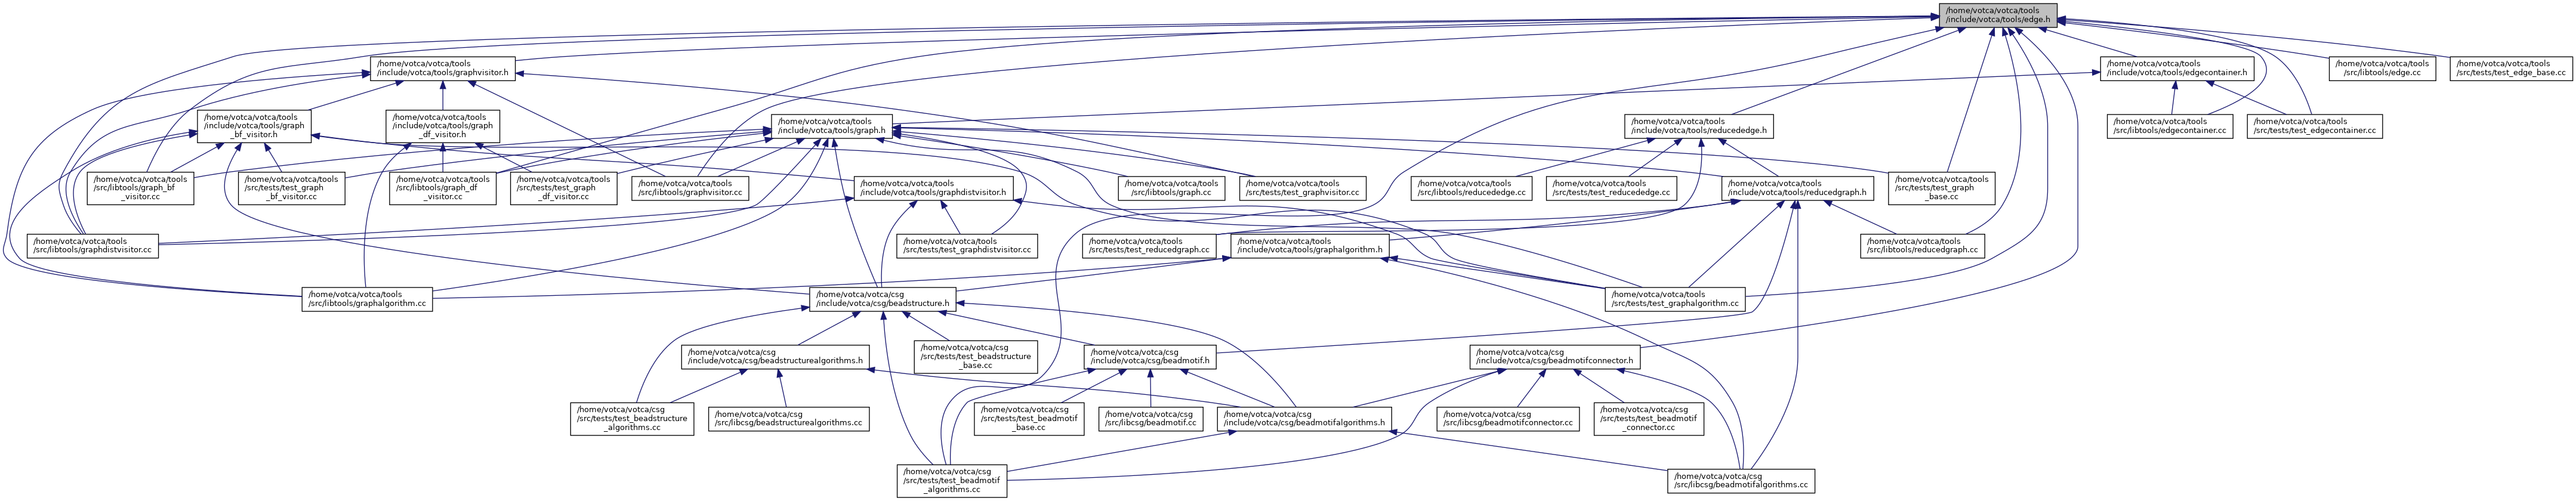 /home/votca/votca/tools
/include/votca/tools/edge.h
/home/votca/votca/tools
/include/votca/tools/graphvisitor.h
/home/votca/votca/tools
/include/votca/tools/edgecontainer.h
/home/votca/votca/tools
/src/libtools/edge.cc
/home/votca/votca/tools
/src/tests/test_edge_base.cc
/home/votca/votca/tools
/include/votca/tools/graph
_bf_visitor.h
/home/votca/votca/tools
/include/votca/tools/graph
_df_visitor.h
/home/votca/votca/tools
/include/votca/tools/graph.h
/home/votca/votca/tools
/include/votca/tools/reducededge.h
/home/votca/votca/tools
/src/libtools/edgecontainer.cc
/home/votca/votca/tools
/src/tests/test_edgecontainer.cc
/home/votca/votca/tools
/src/libtools/graph_bf
_visitor.cc
/home/votca/votca/tools
/src/tests/test_graph
_bf_visitor.cc
/home/votca/votca/tools
/src/libtools/graph_df
_visitor.cc
/home/votca/votca/tools
/src/tests/test_graph
_df_visitor.cc
/home/votca/votca/tools
/src/libtools/graphvisitor.cc
/home/votca/votca/tools
/include/votca/tools/graphdistvisitor.h
/home/votca/votca/tools
/src/libtools/graph.cc
/home/votca/votca/tools
/src/tests/test_graphvisitor.cc
/home/votca/votca/tools
/src/libtools/reducededge.cc
/home/votca/votca/tools
/src/tests/test_reducededge.cc
/home/votca/votca/tools
/include/votca/tools/reducedgraph.h
/home/votca/votca/tools
/src/tests/test_graph
_base.cc
/home/votca/votca/tools
/src/libtools/graphdistvisitor.cc
/home/votca/votca/tools
/src/tests/test_graphdistvisitor.cc
/home/votca/votca/tools
/src/tests/test_reducedgraph.cc
/home/votca/votca/tools
/include/votca/tools/graphalgorithm.h
/home/votca/votca/tools
/src/libtools/reducedgraph.cc
/home/votca/votca/tools
/src/libtools/graphalgorithm.cc
/home/votca/votca/csg
/include/votca/csg/beadstructure.h
/home/votca/votca/tools
/src/tests/test_graphalgorithm.cc
/home/votca/votca/csg
/include/votca/csg/beadstructurealgorithms.h
/home/votca/votca/csg
/src/tests/test_beadstructure
_base.cc
/home/votca/votca/csg
/include/votca/csg/beadmotif.h
/home/votca/votca/csg
/include/votca/csg/beadmotifconnector.h
/home/votca/votca/csg
/src/tests/test_beadstructure
_algorithms.cc
/home/votca/votca/csg
/src/libcsg/beadstructurealgorithms.cc
/home/votca/votca/csg
/src/tests/test_beadmotif
_base.cc
/home/votca/votca/csg
/src/libcsg/beadmotif.cc
/home/votca/votca/csg
/include/votca/csg/beadmotifalgorithms.h
/home/votca/votca/csg
/src/libcsg/beadmotifconnector.cc
/home/votca/votca/csg
/src/tests/test_beadmotif
_connector.cc
/home/votca/votca/csg
/src/tests/test_beadmotif
_algorithms.cc
/home/votca/votca/csg
/src/libcsg/beadmotifalgorithms.cc